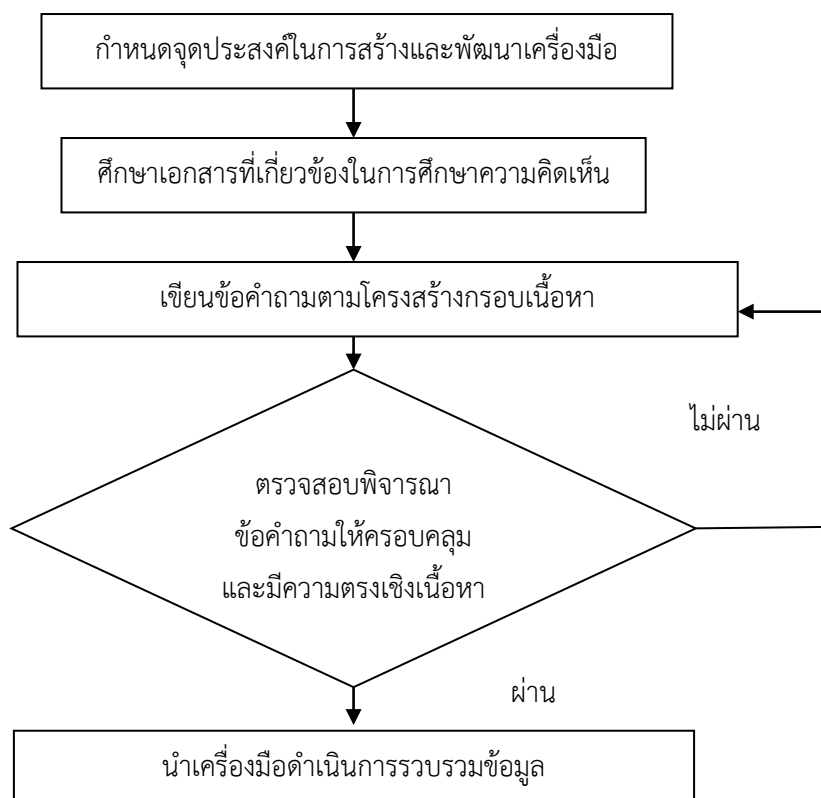 กำหนดจุดประสงค์ในการสร้างและพัฒนาเครื่องมือ
ศึกษาเอกสารที่เกี่ยวข้องในการศึกษาความคิดเห็น
เขียนข้อคำถามตามโครงสร้างกรอบเนื้อหา
ไม่ผ่าน
ตรวจสอบพิจารณา
ข้อคำถามให้ครอบคลุม
และมีความตรงเชิงเนื้อหา
ผ่าน
นำเครื่องมือดำเนินการรวบรวมข้อมูล